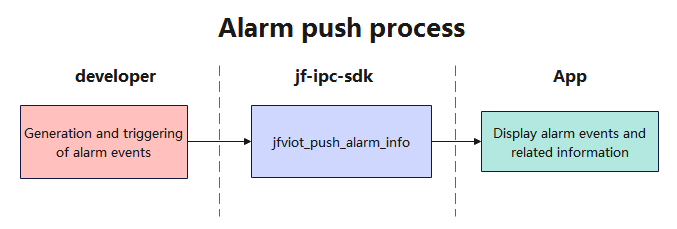 Alarm push process
developer
jf-ipc-sdk
App
Generation and triggering
of alarm events
jfviot_push_alarm_info
Display alarm events and
related information